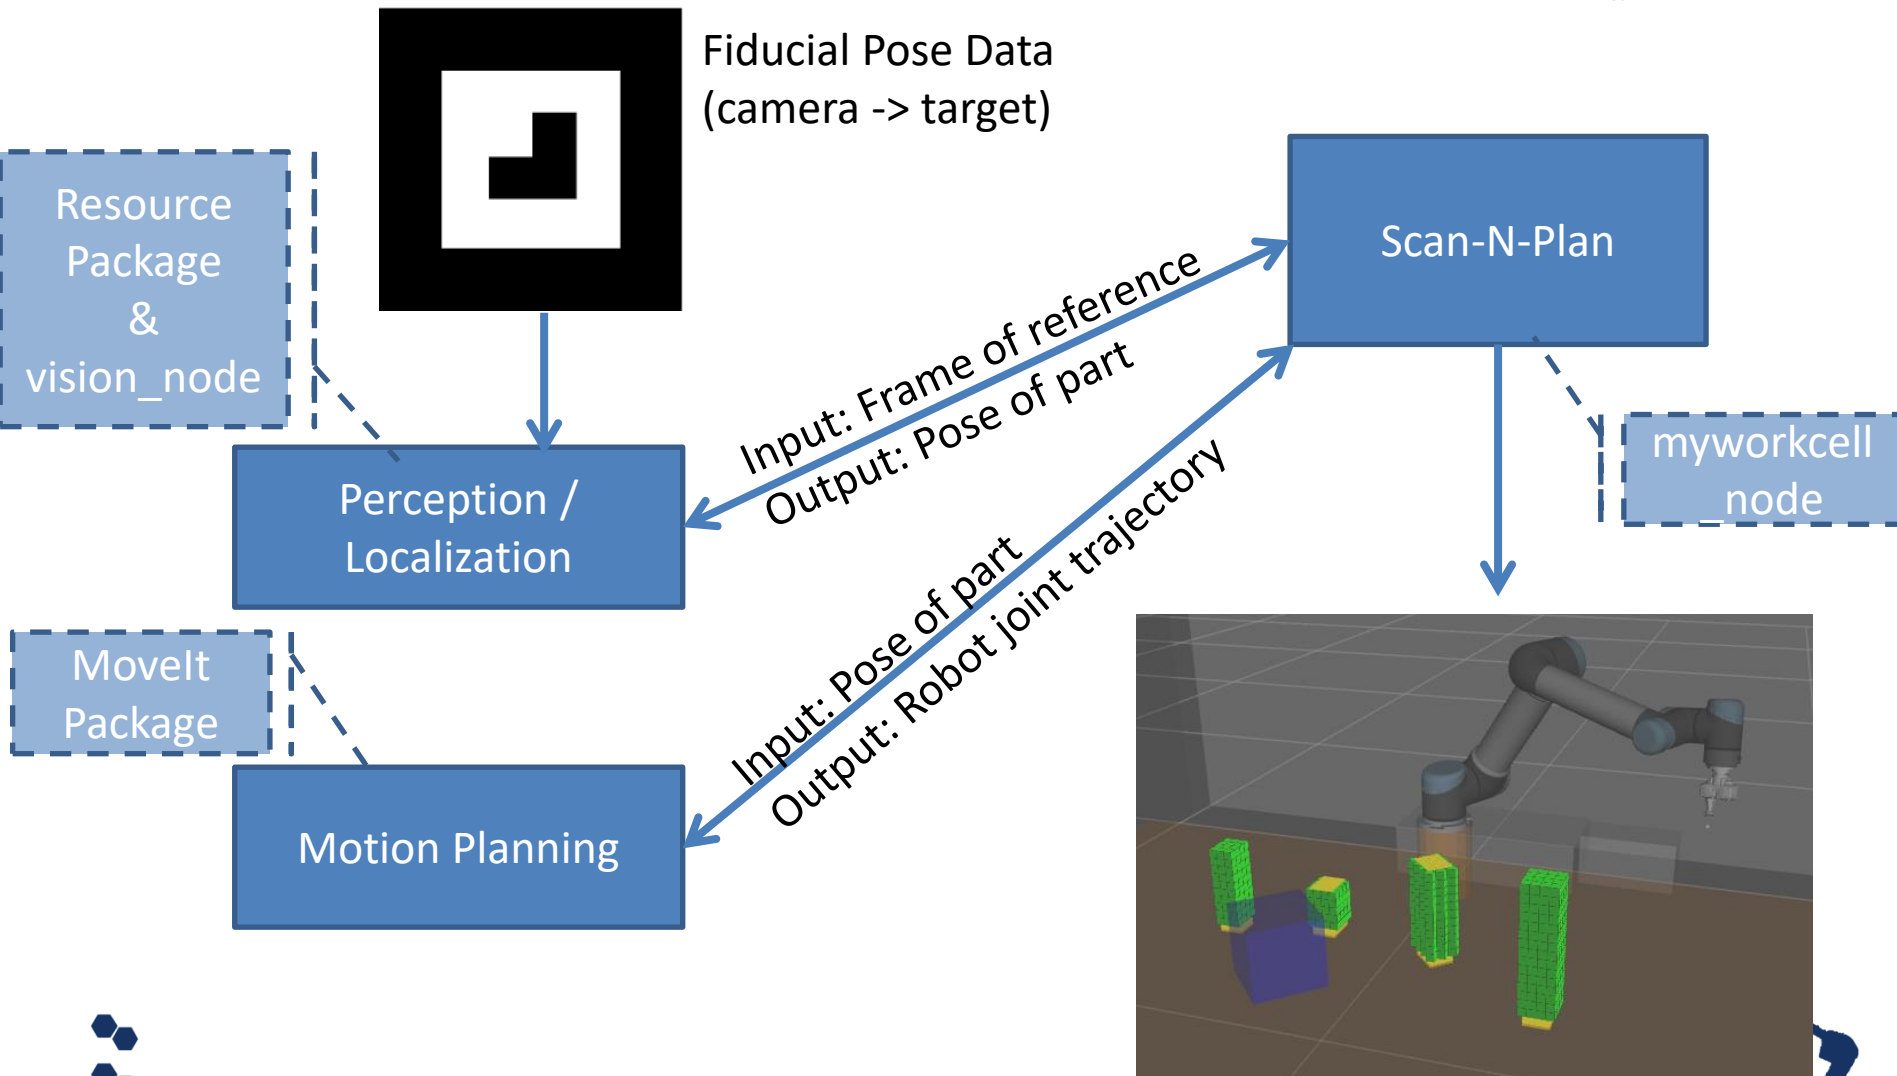 Fiducial Pose Data
(camera -> target)
Resource
Package
&
vision_node
Scan-N-Plan
Input: Frame of reference
Output: Pose of part
myworkcell
_node
Perception /
Localization
Input: Pose of part
Output: Robot joint trajectory
MoveIt
Package
Motion Planning